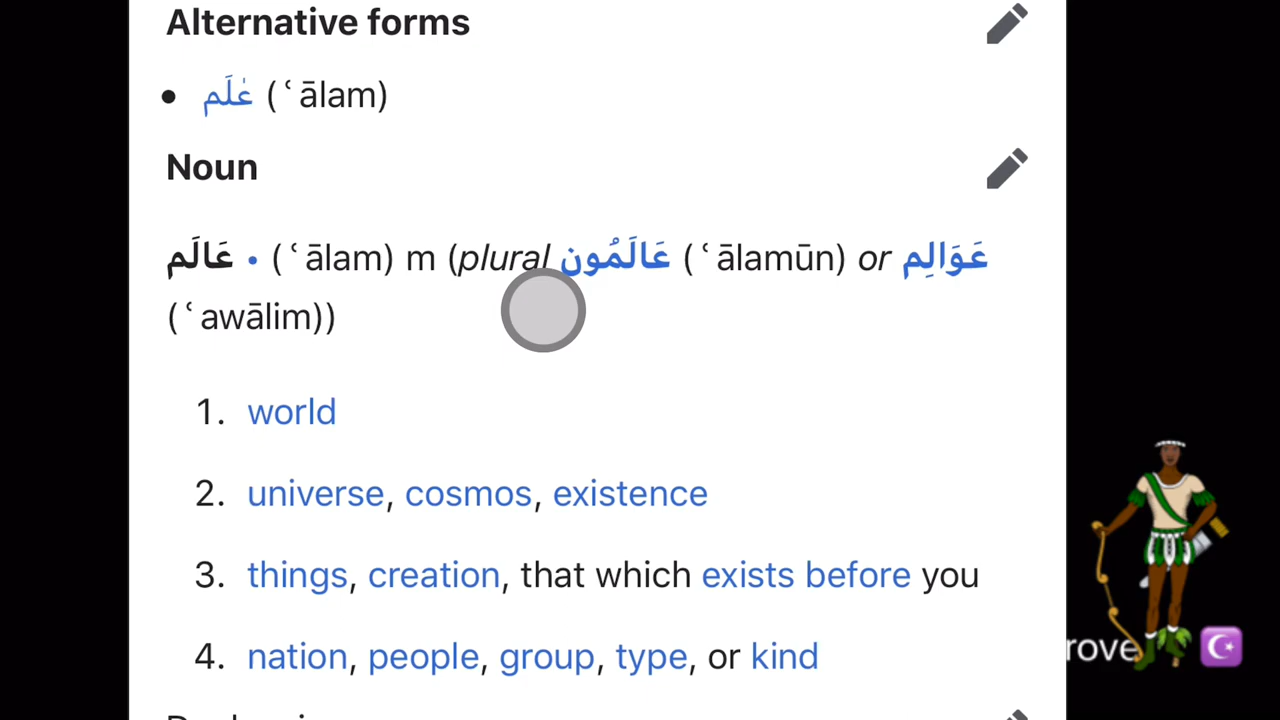 Alternative forms
• عٰلَم (ʿālam)
Noun
عَالَم • (ʿālam) m (plural عَالَمُون (ʿālamūn) or عَوَالِم
(ʿawālim))
1. world
2. universe, cosmos, existence
3. things, creation, that which exists before you
4. nation, people, group, type, or kind
rove